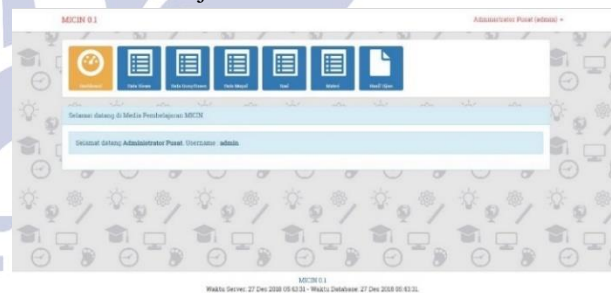 MICIN 0.1
Administrator Pusat (admin)
Dashboard
Data Siswa
Data Guru/Dosen
Data Mapel
Soal
Materi
Hasil Ujian
Selamat datang di Media Pembelajaran MICIN
Selamat datang Administrator Pusat. Username : admin
MICIN 0.1
Waktu Server: 27 Dec 2018 05:43:31 - Waktu Database: 27 Dec 2018 05:43:31.